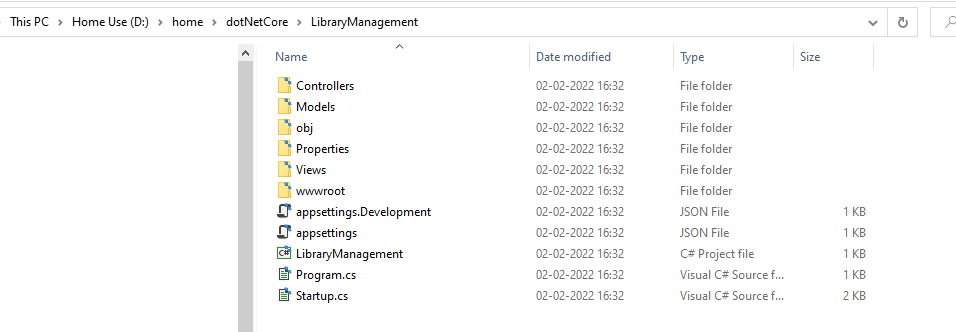 This PC > Home Use (D:) > home > dotNetCore > LibraryManagement
Name Date modified Type Size
Controllers 02-02-2022 16:32 File folder
Models 02-02-2022 16:32 File folder
obj 02-02-2022 16:32 File folder
Properties 02-02-2022 16:32 File folder
Views 02-02-2022 16:32 File folder
wwwroot 02-02-2022 16:32 File folder
appsettings.Development 02-02-2022 16:32 JSON File 1 KB
appsettings 02-02-2022 16:32 JSON File 1 KB
C# LibraryManagement 02-02-2022 16:32 C# Project file 1 KB
Program.cs 02-02-2022 16:32 Visual C# Source f... 1 KB
Startup.cs 02-02-2022 16:32 Visual C# Source f... 2 KB